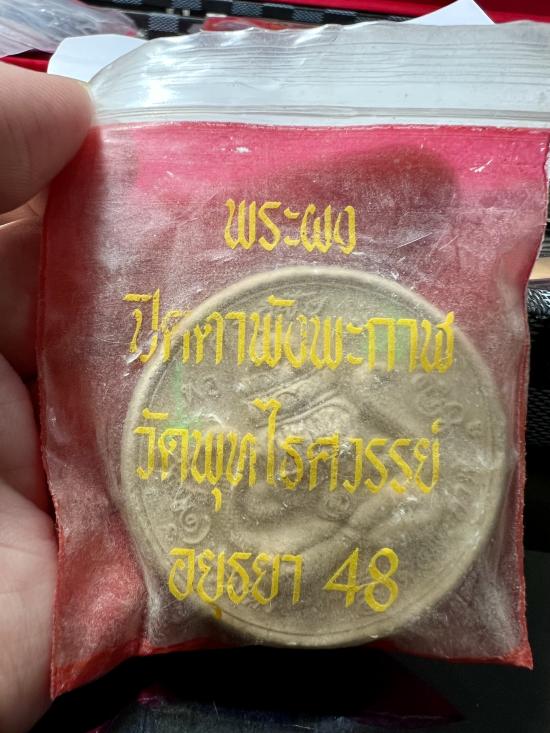 พระผง
ปิดตาพังพะกาฬ
วัดพุทไธศวรรย์
อยุธยา 48